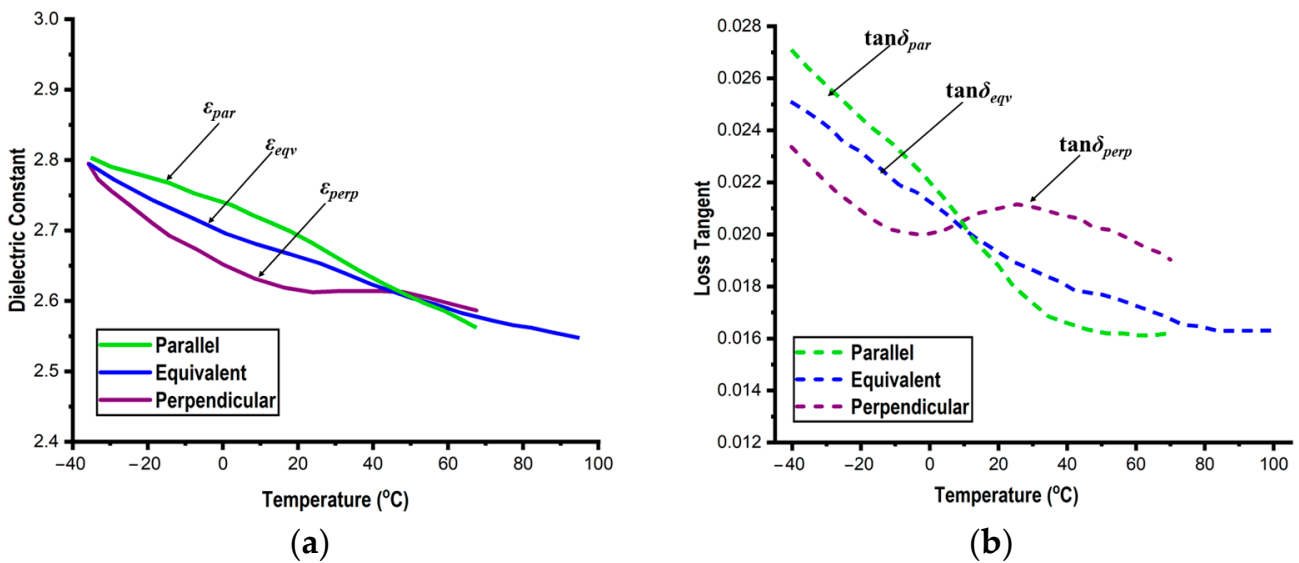 3.0
2.9
2.8
2.7
2.6
2.5
2.4
Dielectric Constant
εpar
εeqv
εperp
Parallel
Equivalent
Perpendicular
−40 −20 0 20 40 60 80 100
Temperature (°C)
(a)
0.028
0.026
0.024
0.022
0.020
0.018
0.016
0.014
0.012
Loss Tangent
tanδpar
tanδeqv
tanδperp
Parallel
Equivalent
Perpendicular
−40 −20 0 20 40 60 80 100
Temperature (°C)
(b)